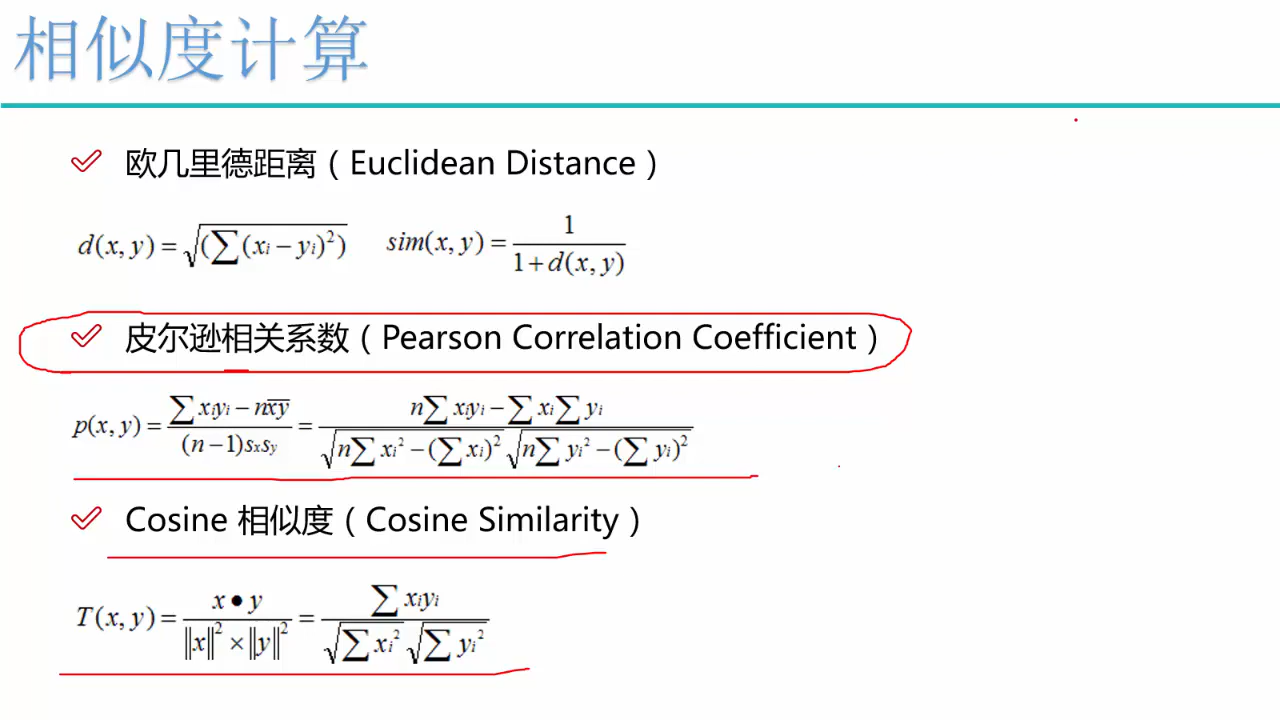 相似度计算
欧几里德距离（Euclidean Distance）
d(x, y) = √((∑(xi − yi)²)) sim(x, y) = 1 / (1 + d(x, y))
皮尔逊相关系数（Pearson Correlation Coefficient）
p(x, y) = (∑xiyi − nx̅y̅) / ((n − 1)sxsy) = (n∑xiyi − ∑xi∑yi) / (√(n∑xi² − (∑xi)²) √(n∑yi² − (∑yi)²))
Cosine 相似度（Cosine Similarity）
T(x, y) = (x • y) / (‖x‖² × ‖y‖²) = ∑xiyi / (√(∑xi²) √(∑yi²))